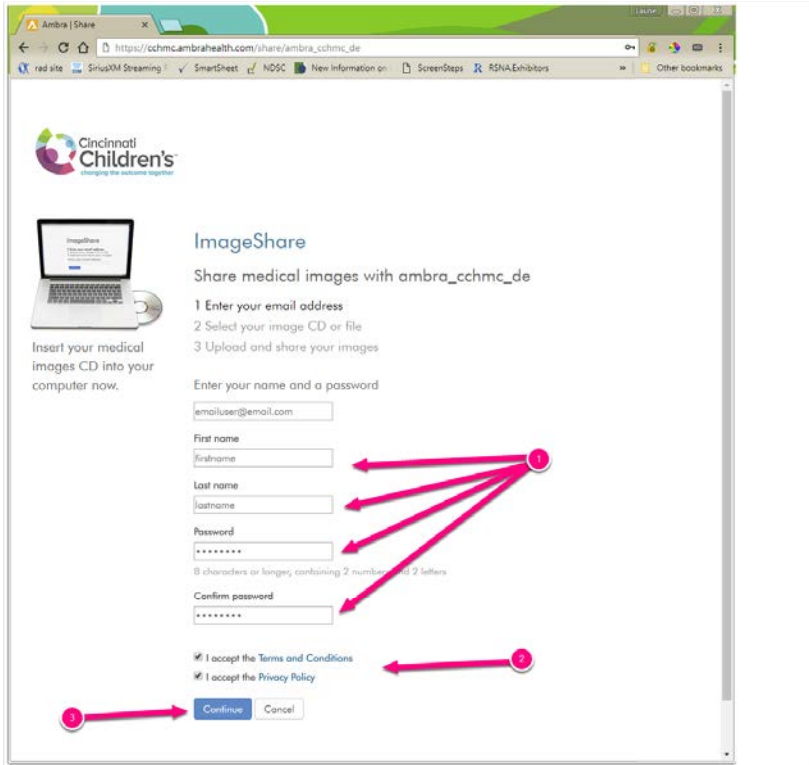 Ambra | Share
Laurie
https://cchmc.ambrahealth.com/share/ambra_cchmc_de
rad site SiriusXM Streaming SmartSheet NDSC New Information on ScreenSteps RSNA.Exhibitors » Other bookmarks
Cincinnati
Children's
changing the outcome together
ImageShare
ImageShare
Share medical images with ambra_cchmc_de
1 Enter your email address
2 Select your image CD or file
3 Upload and share your images
Insert your medical
images CD into your
computer now.
Enter your name and a password
emailuser@email.com
First name
firstname
1
Last name
lastname
Password
••••••••
8 characters or longer, containing 2 numbers and 2 letters
Confirm password
••••••••
I accept the Terms and Conditions
2
I accept the Privacy Policy
3
Continue Cancel